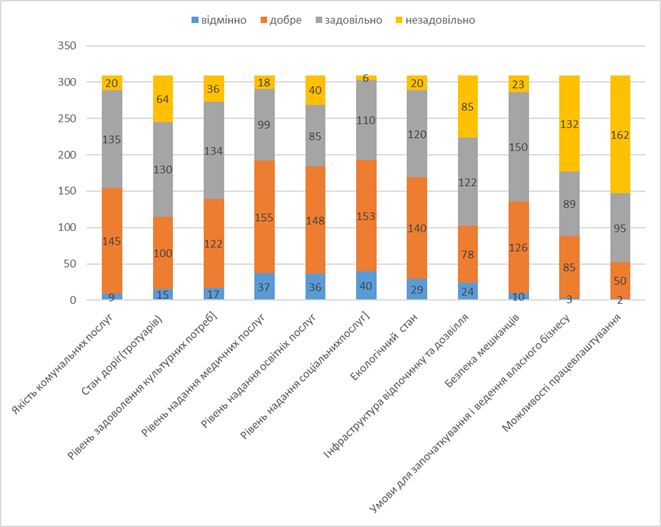 відмінно добре задовільно незадовільно
350
300
250
200
150
100
50
0
20 64 36 18 40 6 20 85 23 132 162
135 130 134 99 85 110 120 122 150 89 95
145 100 122 155 148 153 140 78 126 85 50
9 15 17 37 36 40 29 24 10 3 2
Якість комунальних послуг
Стан доріг(тротуарів)
Рівень задоволення культурних потреб]
Рівень надання медичних послуг
Рівень надання освітніх послуг
Рівень надання соціальнихпослуг]
Екологічний стан
Інфраструктура відпочинку та дозвілля
Безпека мешканців
Умови для започаткування і ведення власного бізнесу
Можливості працевлаштування